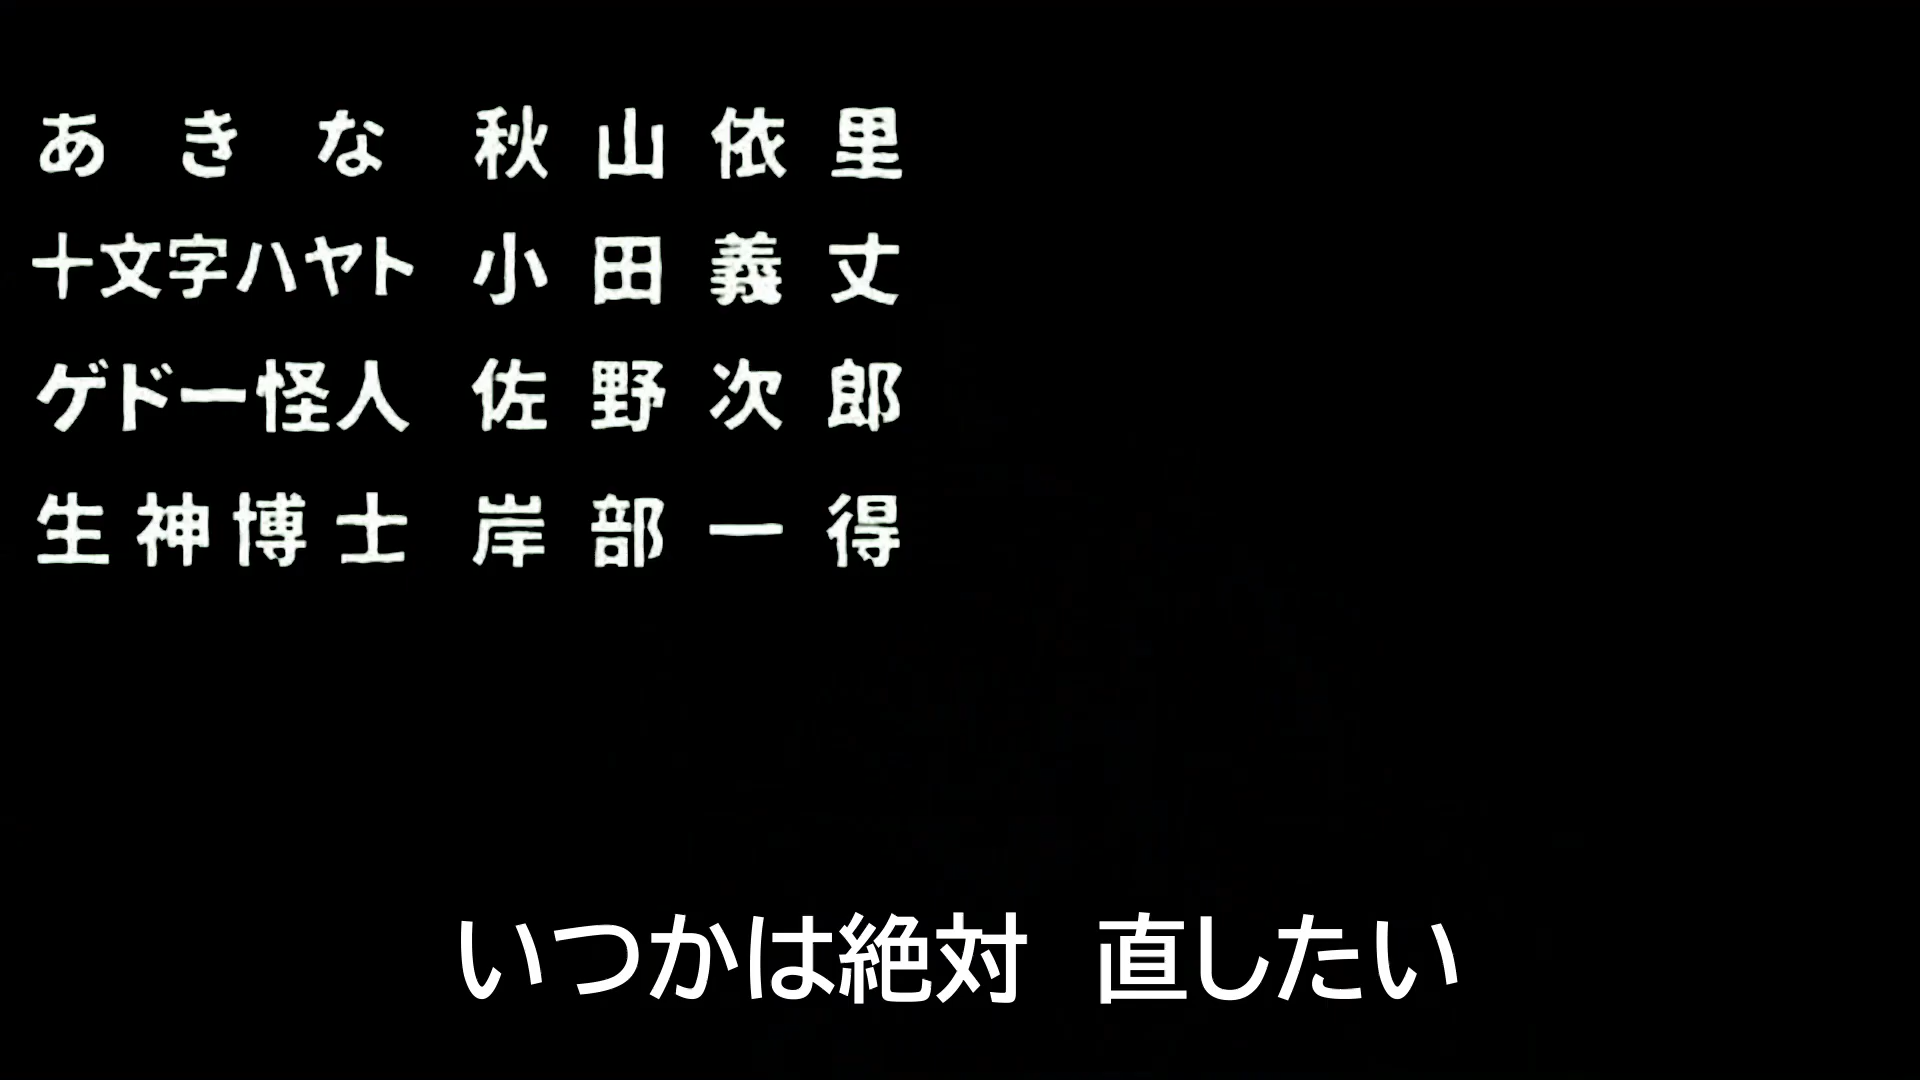 あきな 秋山依里
十文字ハヤト 小田義丈
ゲドー怪人 佐野次郎
生神博士 岸部一得
いつかは絶対 直したい